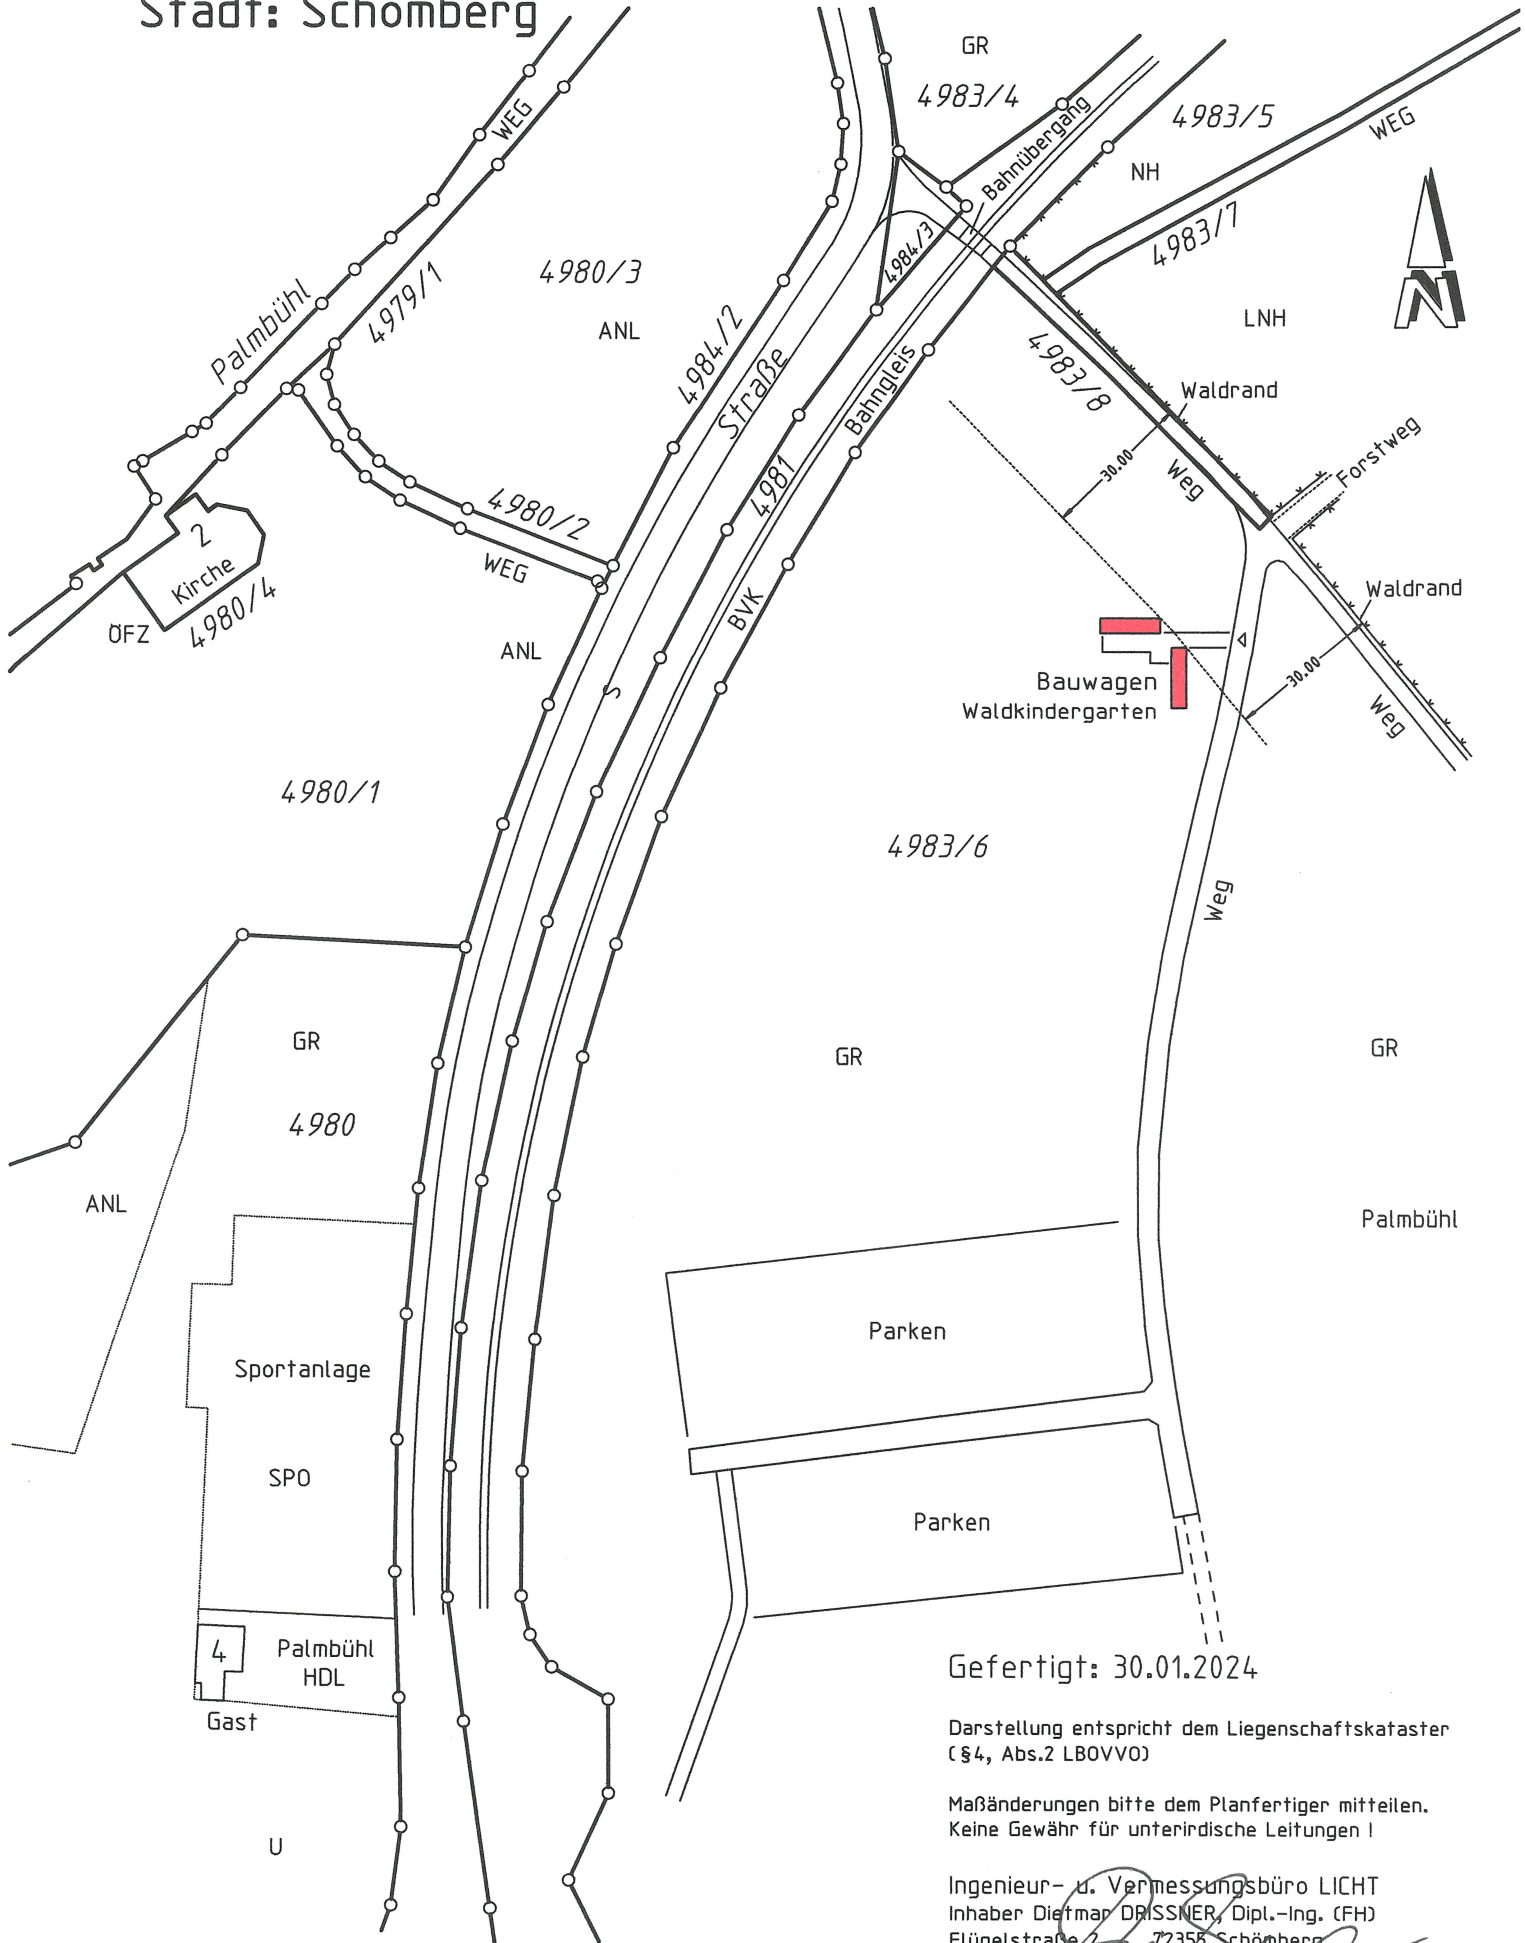 Stadt: Schömberg
GR
4983/4
WEG
Bahnübergang
4983/5
WEG
NH
4983/7
4984/3
4980/3
Palmbühl
4979/1
ANL
4984/2
Straße
Bahngleis
4983/8
LNH
N
Waldrand
30.00
Weg
Forstweg
4981
4980/2
WEG
2
Kirche
4980/4
ÖFZ
BVK
ANL
S
Waldrand
30.00
Weg
Bauwagen
Waldkindergarten
4980/1
4983/6
Weg
GR
GR
GR
4980
ANL
Palmbühl
Parken
Sportanlage
SPO
Parken
4
Palmbühl
HDL
Gast
U
Gefertigt: 30.01.2024
Darstellung entspricht dem Liegenschaftskataster
(§4, Abs.2 LBOVVO)
Maßänderungen bitte dem Planfertiger mitteilen.
Keine Gewähr für unterirdische Leitungen !
Ingenieur- u. Vermessungsbüro LICHT
Inhaber Dietmar DRISSNER, Dipl.-Ing. (FH)
Flügelstraße 2 72355 Schömberg